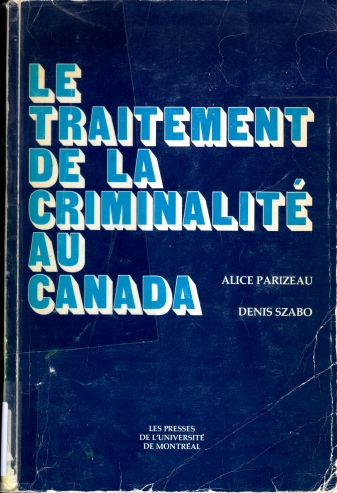 LE
TRAITEMENT
DE LA
CRIMINALITÉ
AU
CANADA
ALICE PARIZEAU
DENIS SZABO
LES PRESSES
DE L'UNIVERSITÉ
DE MONTRÉAL